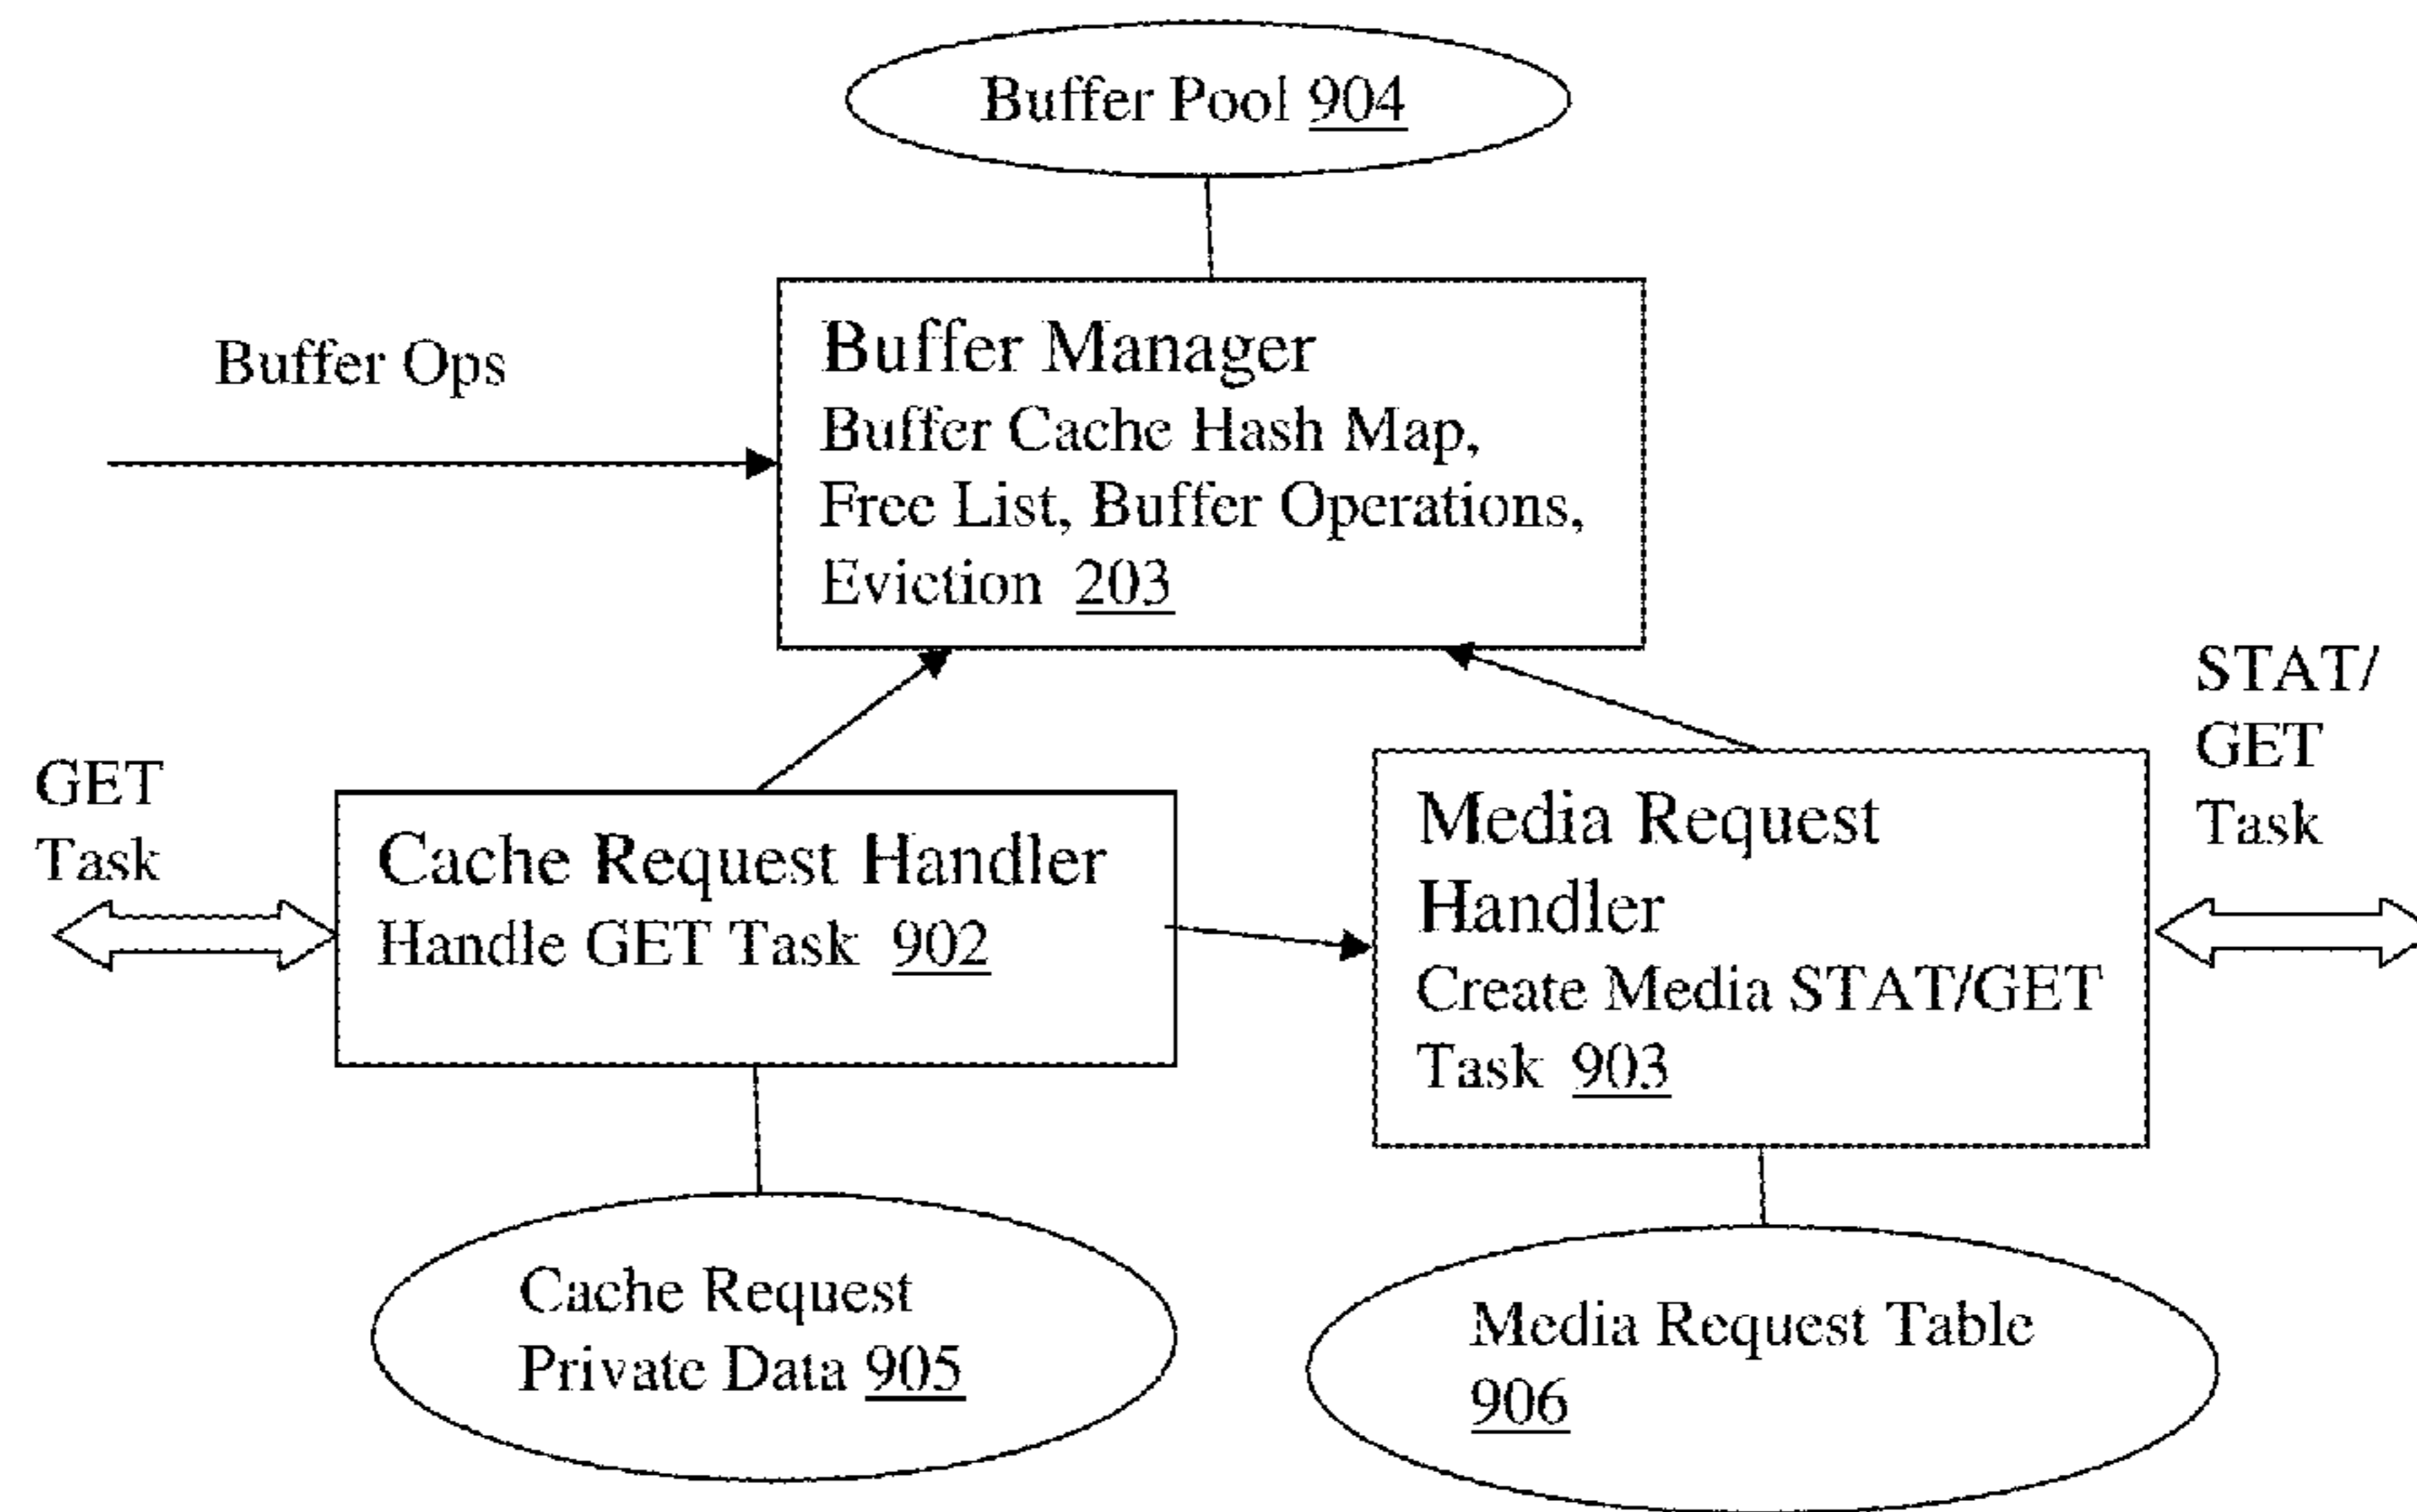 Buffer Pool 904
Buffer Ops
Buffer Manager
Buffer Cache Hash Map,
Free List, Buffer Operations,
Eviction 203
GET
Task
Cache Request Handler
Handle GET Task 902
Media Request
Handler
Create Media STAT/GET
Task 903
STAT/
GET
Task
Cache Request
Private Data 905
Media Request Table
906